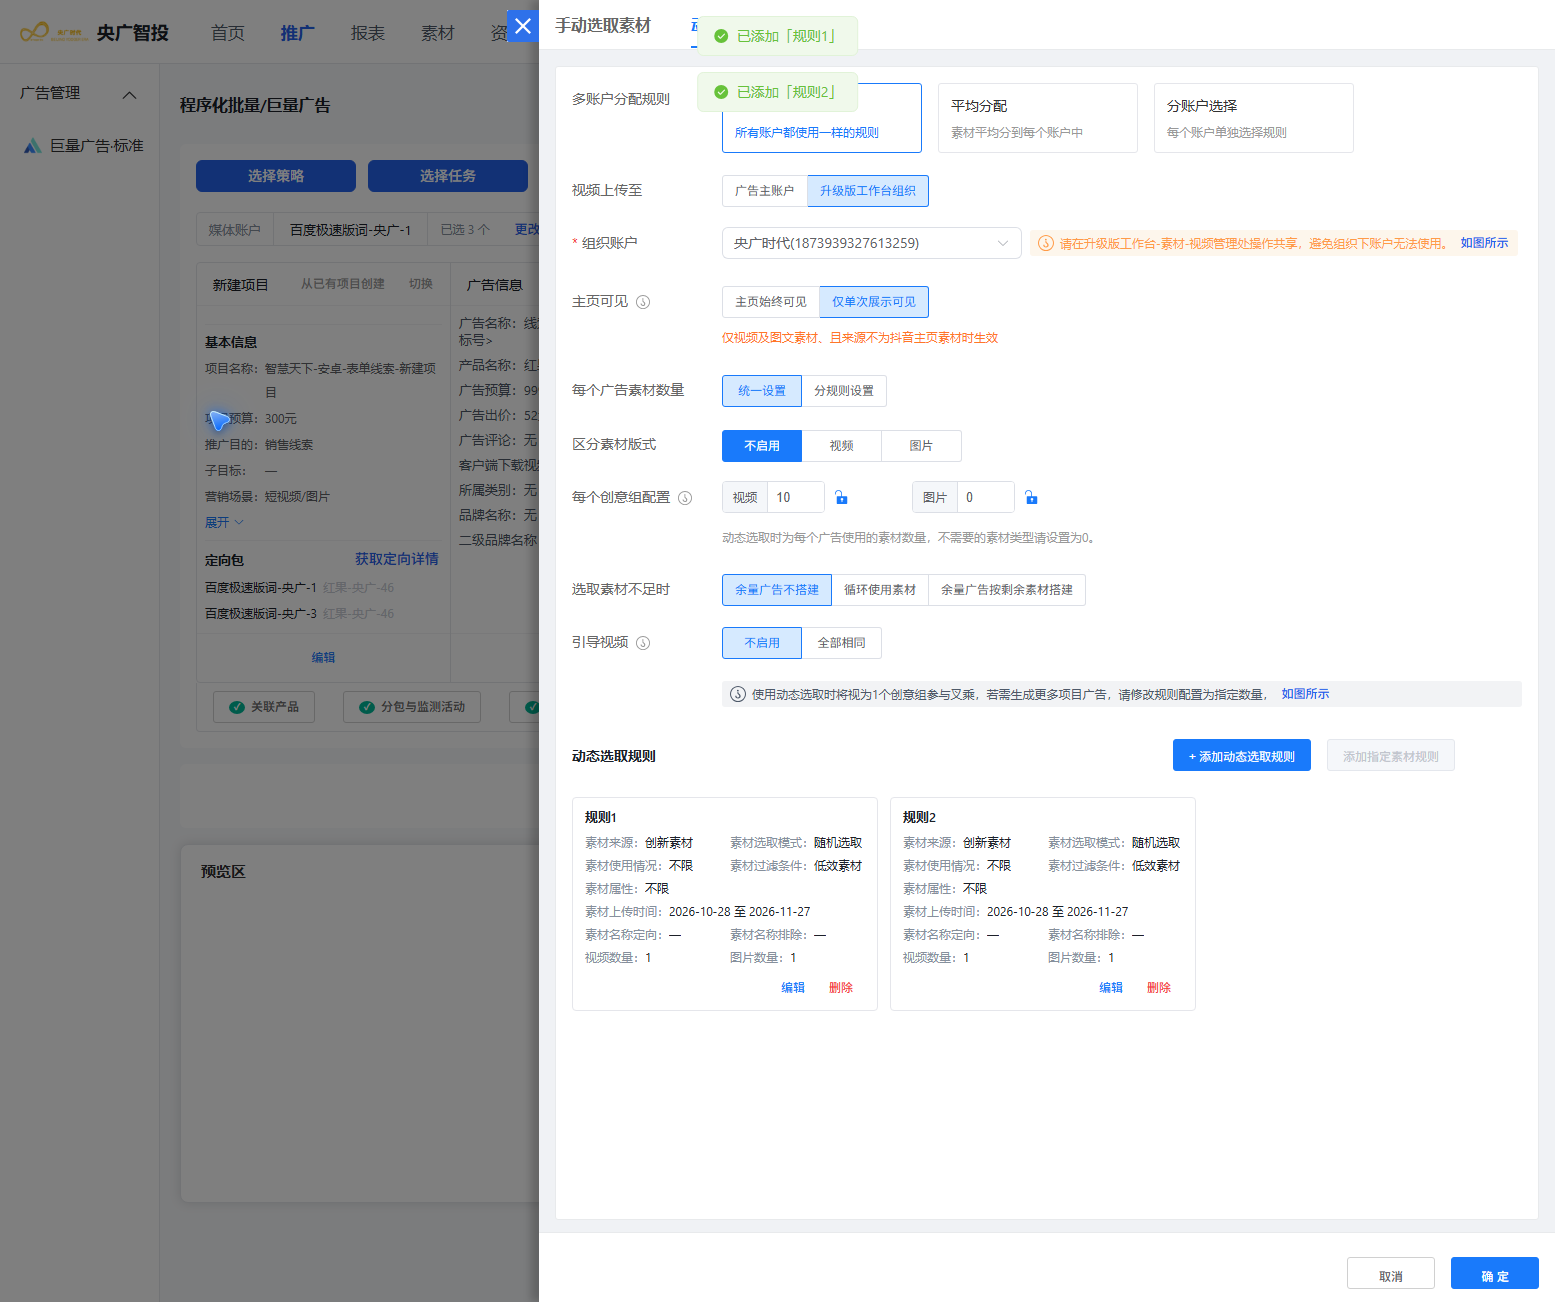 央广智投
首页
推广
报表
素材
资
广告管理
巨量广告·标准
程序化批量/巨量广告
选择策略
选择任务
媒体账户
百度极速版词-央广-1
已选 3 个
更改
新建项目
从已有项目创建
切换
基本信息
项目名称：
智慧天下-安卓-表单线索-新建项
目
预算：
300元
推广目的：
销售线索
子目标：
—
营销场景：
短视频/图片
展开
定向包
获取定向详情
百度极速版词-央广-1 红果-央广-46
百度极速版词-央广-3 红果-央广-46
编辑
广告信息
广告名称：
标号>
产品名称：红
广告预算：99
广告出价：52
广告评论：无
客户端下载视
所属类别：无
品牌名称：无
二级品牌名称
关联产品
分包与监测活动
预览区
手动选取素材
已添加「规则1」
已添加「规则2」
多账户分配规则
所有账户都使用一样的规则
平均分配
素材平均分到每个账户中
分账户选择
每个账户单独选择规则
视频上传至
广告主账户
升级版工作台组织
* 组织账户
央广时代(1873939327613259)
请在升级版工作台-素材-视频管理处操作共享，避免组织下账户无法使用。
如图所示
主页可见
主页始终可见
仅单次展示可见
仅视频及图文素材、且来源不为抖音主页素材时生效
每个广告素材数量
统一设置
分规则设置
区分素材版式
不启用
视频
图片
每个创意组配置
视频
10
图片
0
动态选取时为每个广告使用的素材数量，不需要的素材类型请设置为0。
选取素材不足时
余量广告不搭建
循环使用素材
余量广告按剩余素材搭建
引导视频
不启用
全部相同
使用动态选取时将视为1个创意组参与叉乘，若需生成更多项目广告，请修改规则配置为指定数量，
如图所示
动态选取规则
+ 添加动态选取规则
添加指定素材规则
规则1
素材来源：创新素材
素材选取模式：随机选取
素材使用情况：不限
素材过滤条件：低效素材
素材属性：不限
素材上传时间：2026-10-28 至 2026-11-27
素材名称定向：—
素材名称排除：—
视频数量：1
图片数量：1
编辑
删除
规则2
素材来源：创新素材
素材选取模式：随机选取
素材使用情况：不限
素材过滤条件：低效素材
素材属性：不限
素材上传时间：2026-10-28 至 2026-11-27
素材名称定向：—
素材名称排除：—
视频数量：1
图片数量：1
编辑
删除
取消
确 定